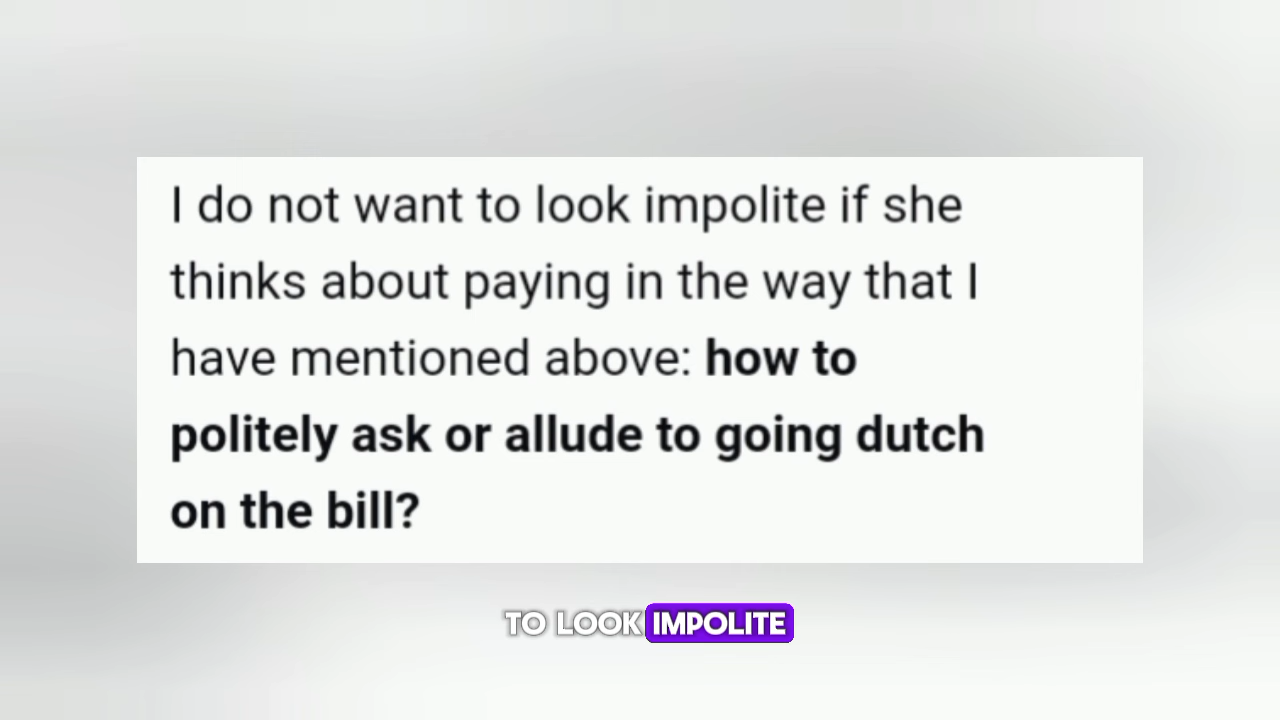 I do not want to look impolite if she
thinks about paying in the way that I
have mentioned above: how to
politely ask or allude to going dutch
on the bill?
TO LOOK IMPOLITE